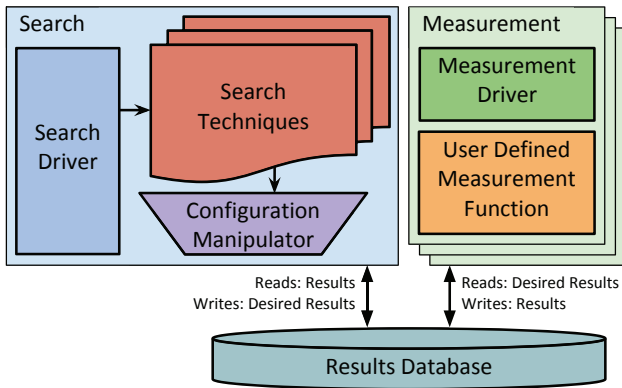 Search
Search
Driver
Search
Techniques
Configuration
Manipulator
Measurement
Measurement
Driver
User Defined
Measurement
Function
Reads: Results
Writes: Desired Results
Reads: Desired Results
Writes: Results
Results Database